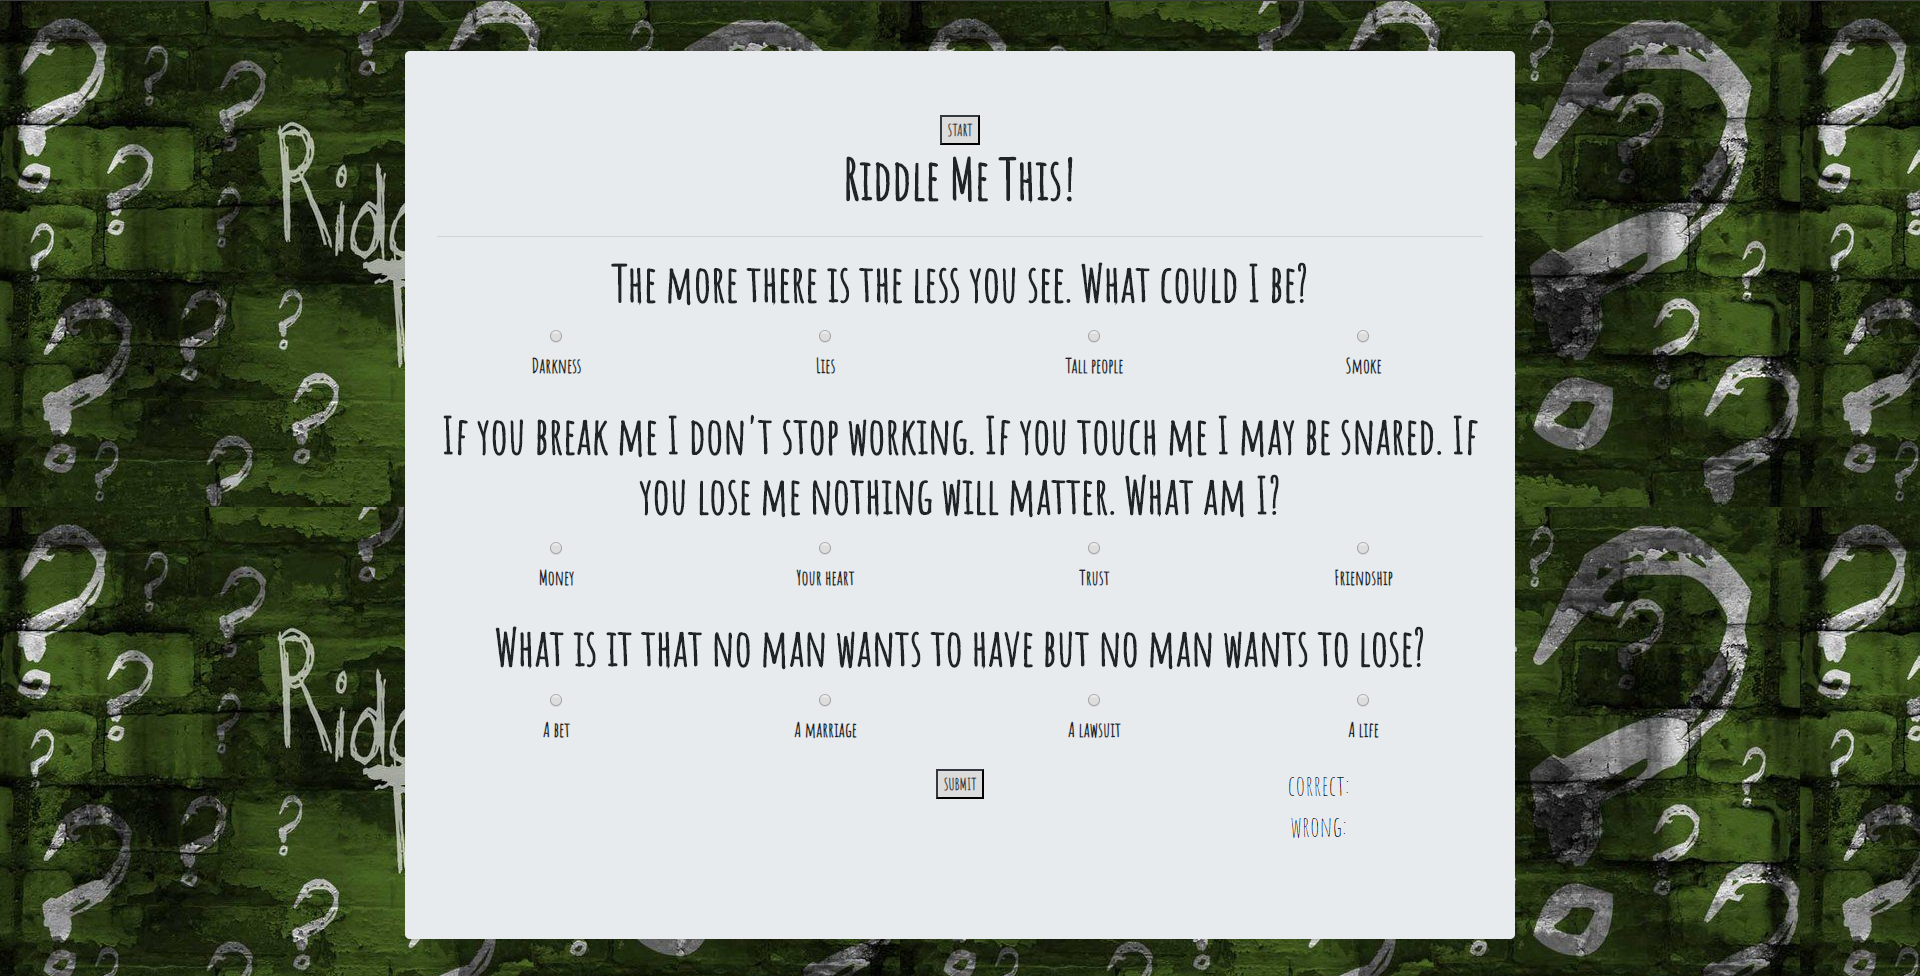 START
Riddle Me This!
The more there is the less you see. What could I be?
Darkness
Lies
Tall people
Smoke
If you break me I don't stop working. If you touch me I may be snared. If
you lose me nothing will matter. What am I?
Money
Your heart
Trust
Friendship
What is it that no man wants to have but no man wants to lose?
A bet
A marriage
A lawsuit
A life
SUBMIT
correct:
wrong: